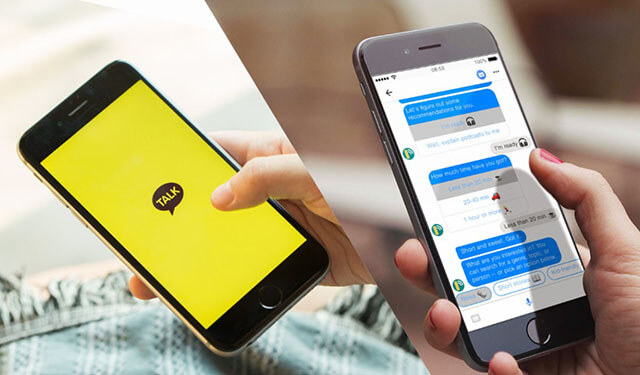 TALK
08:52
100%
Let's figure out some
recommendations for you.
I'm ready
Wait, explain podcasts to me
I'm ready
How much time have you got?
Less than 20 min
20-40 min
1 hour or more
Less than 20 min
Short and sweet. Got it
What are you interested in? You
can search for a genre, topic, or
person -- or pick an option below.
Short stories
Kid-friendly